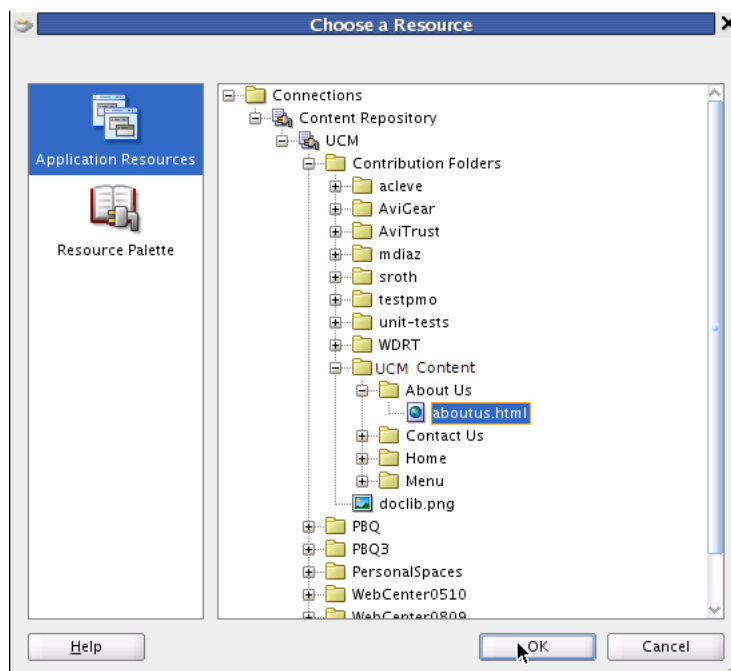 Choose a Resource
Application Resources
Resource Palette
Connections
Content Repository
UCM
Contribution Folders
acleve
AviGear
AviTrust
mdiaz
sroth
testpmo
unit-tests
WDRT
UCM Content
About Us
aboutus.html
Contact Us
Home
Menu
doclib.png
PBQ
PBQ3
PersonalSpaces
WebCenter0510
WebCenter0809
Help
OK
Cancel